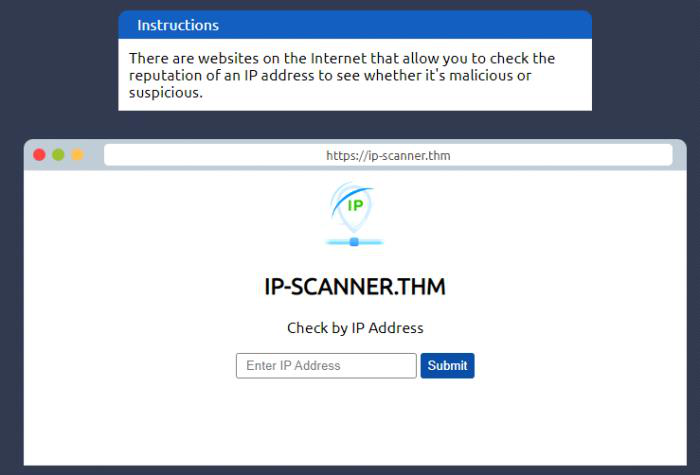 Instructions
There are websites on the Internet that allow you to check the
reputation of an IP address to see whether it's malicious or
suspicious.
https://ip-scanner.thm
IP
IP-SCANNER.THM
Check by IP Address
Enter IP Address
Submit